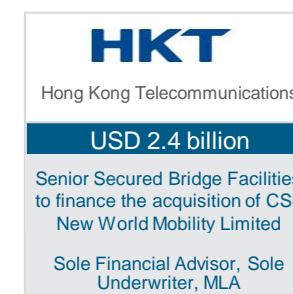 HKT
Hong Kong Telecommunications
USD 2.4 billion
Senior Secured Bridge Facilities
to finance the acquisition of CSL
New World Mobility Limited
Sole Financial Advisor, Sole
Underwriter, MLA